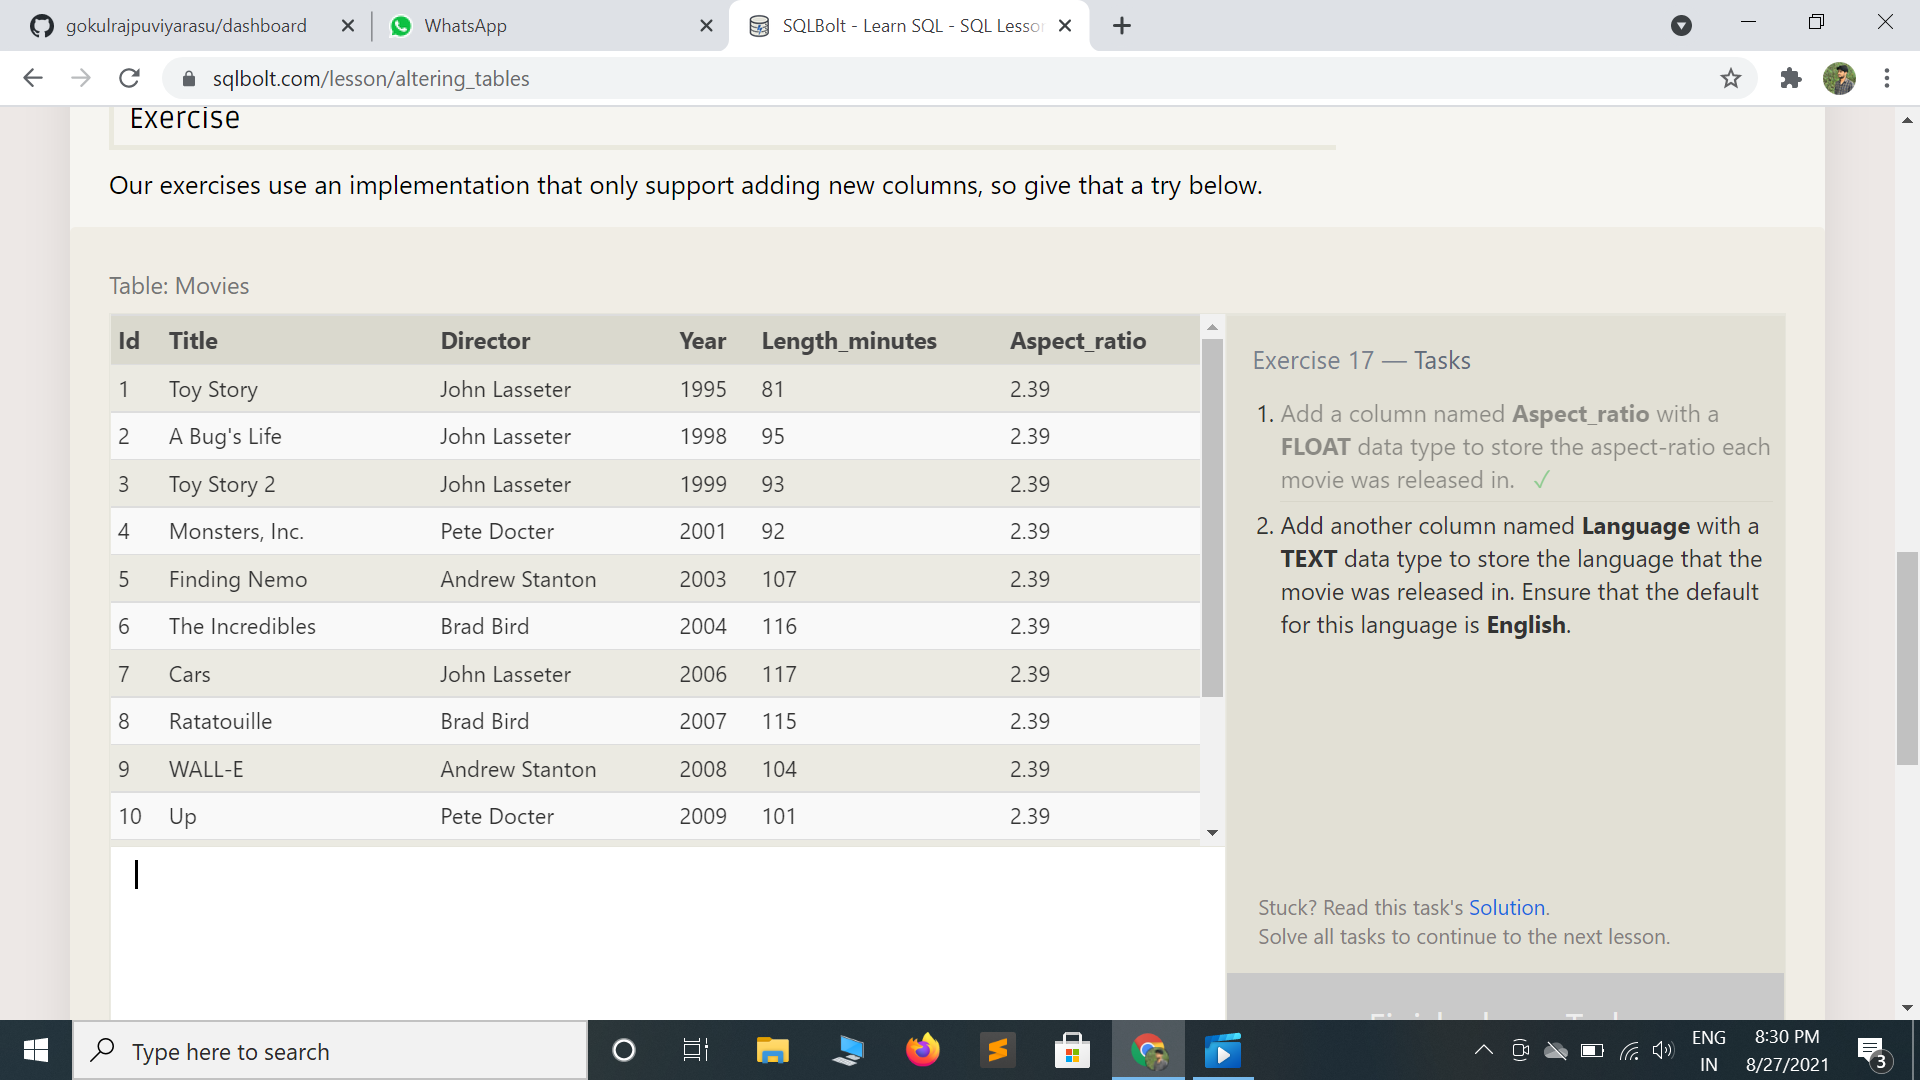 gokulrajpuviyarasu/dashboard
WhatsApp
SQLBolt - Learn SQL - SQL Lesson
sqlbolt.com/lesson/altering_tables
Exercise
Our exercises use an implementation that only support adding new columns, so give that a try below.
Table: Movies
Id Title Director Year Length_minutes Aspect_ratio
1 Toy Story John Lasseter 1995 81 2.39
2 A Bug's Life John Lasseter 1998 95 2.39
3 Toy Story 2 John Lasseter 1999 93 2.39
4 Monsters, Inc. Pete Docter 2001 92 2.39
5 Finding Nemo Andrew Stanton 2003 107 2.39
6 The Incredibles Brad Bird 2004 116 2.39
7 Cars John Lasseter 2006 117 2.39
8 Ratatouille Brad Bird 2007 115 2.39
9 WALL-E Andrew Stanton 2008 104 2.39
10 Up Pete Docter 2009 101 2.39
Exercise 17 — Tasks
1. Add a column named Aspect_ratio with a
FLOAT data type to store the aspect-ratio each
movie was released in. ✓
2. Add another column named Language with a
TEXT data type to store the language that the
movie was released in. Ensure that the default
for this language is English.
Stuck? Read this task's Solution.
Solve all tasks to continue to the next lesson.
Type here to search
ENG
IN
8:30 PM
8/27/2021
3